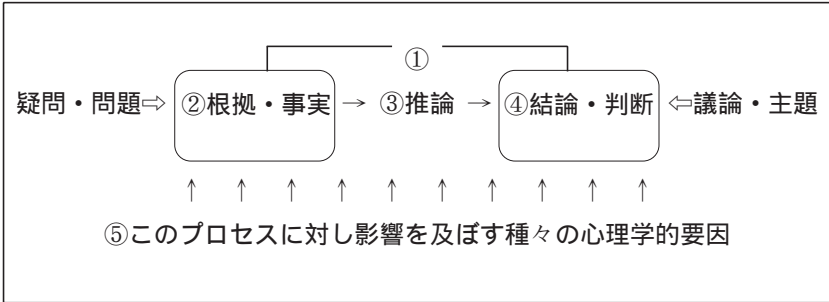 ①
疑問・問題⇨②根拠・事実→③推論→④結論・判断⇦議論・主題
↑ ↑ ↑ ↑ ↑ ↑ ↑ ↑ ↑ ↑
⑤このプロセスに対し影響を及ぼす種々の心理学的要因